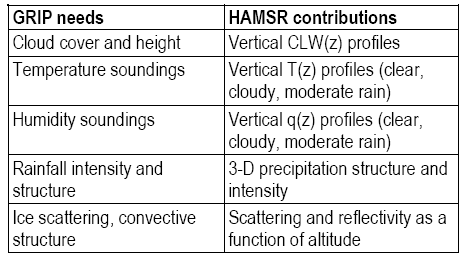 GRIP needs HAMSR contributions
Cloud cover and height Vertical CLW(z) profiles
Temperature soundings Vertical T(z) profiles (clear,
cloudy, moderate rain)
Humidity soundings Vertical q(z) profiles (clear,
cloudy, moderate rain)
Rainfall intensity and 3-D precipitation structure and
structure intensity
Ice scattering, convective Scattering and reflectivity as a
structure function of altitude